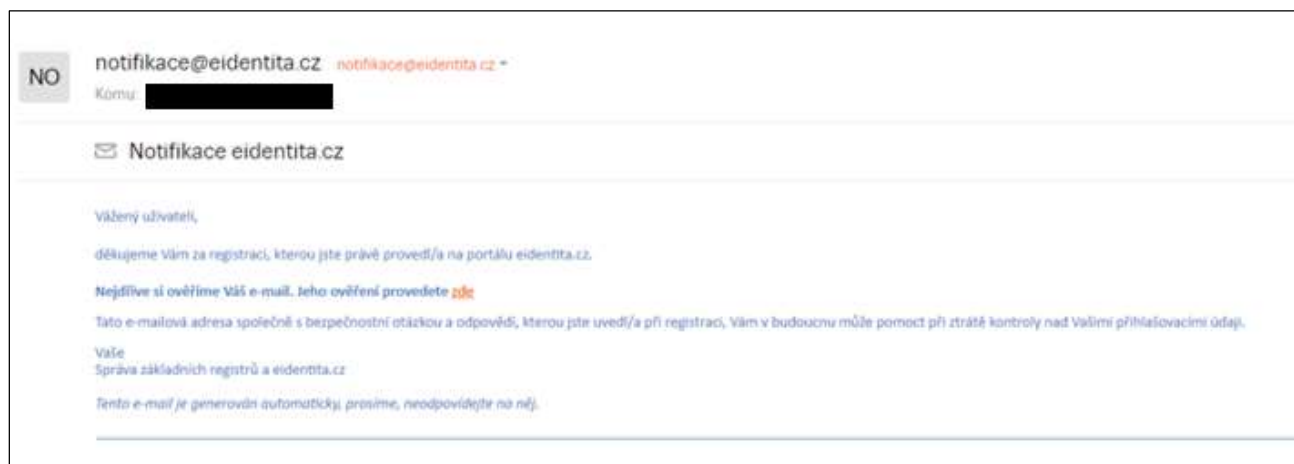 NO
notifikace@eidentita.cz notifikace@eidentita.cz
Komu:
Notifikace eidentita.cz
Vážený uživateli,
děkujeme Vám za registraci, kterou jste právě provedl/a na portálu eidentita.cz.
Nejdříve si ověříme Váš e-mail. Jeho ověření provedete zde
Tato e-mailová adresa společně s bezpečnostní otázkou a odpovědí, kterou jste uvedl/a při registraci, Vám v budoucnu může pomoct při ztrátě kontroly nad Vašimi přihlašovacími údaji.
Vaše
Správa základních registrů a eidentita.cz
Tento e-mail je generován automaticky, prosíme, neodpovídejte na něj.